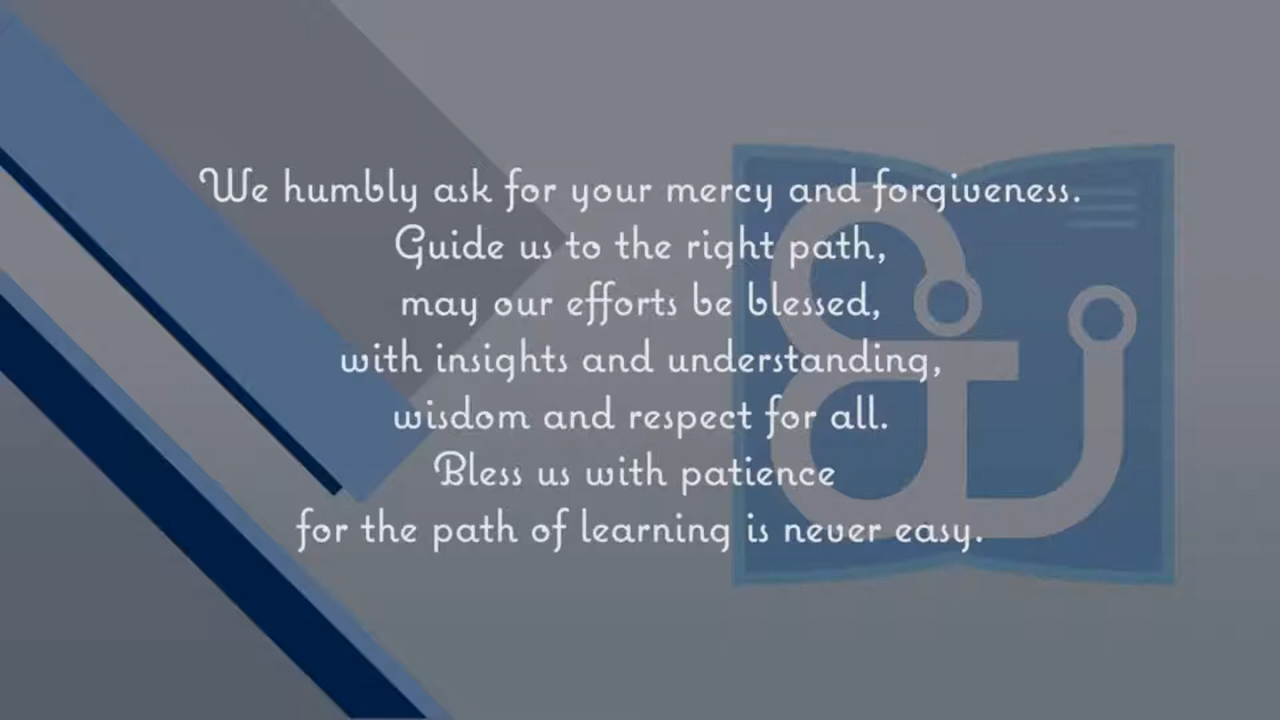 We humbly ask for your mercy and forgiveness.
Guide us to the right path,
may our efforts be blessed,
with insights and understanding,
wisdom and respect for all.
Bless us with patience
for the path of learning is never easy.